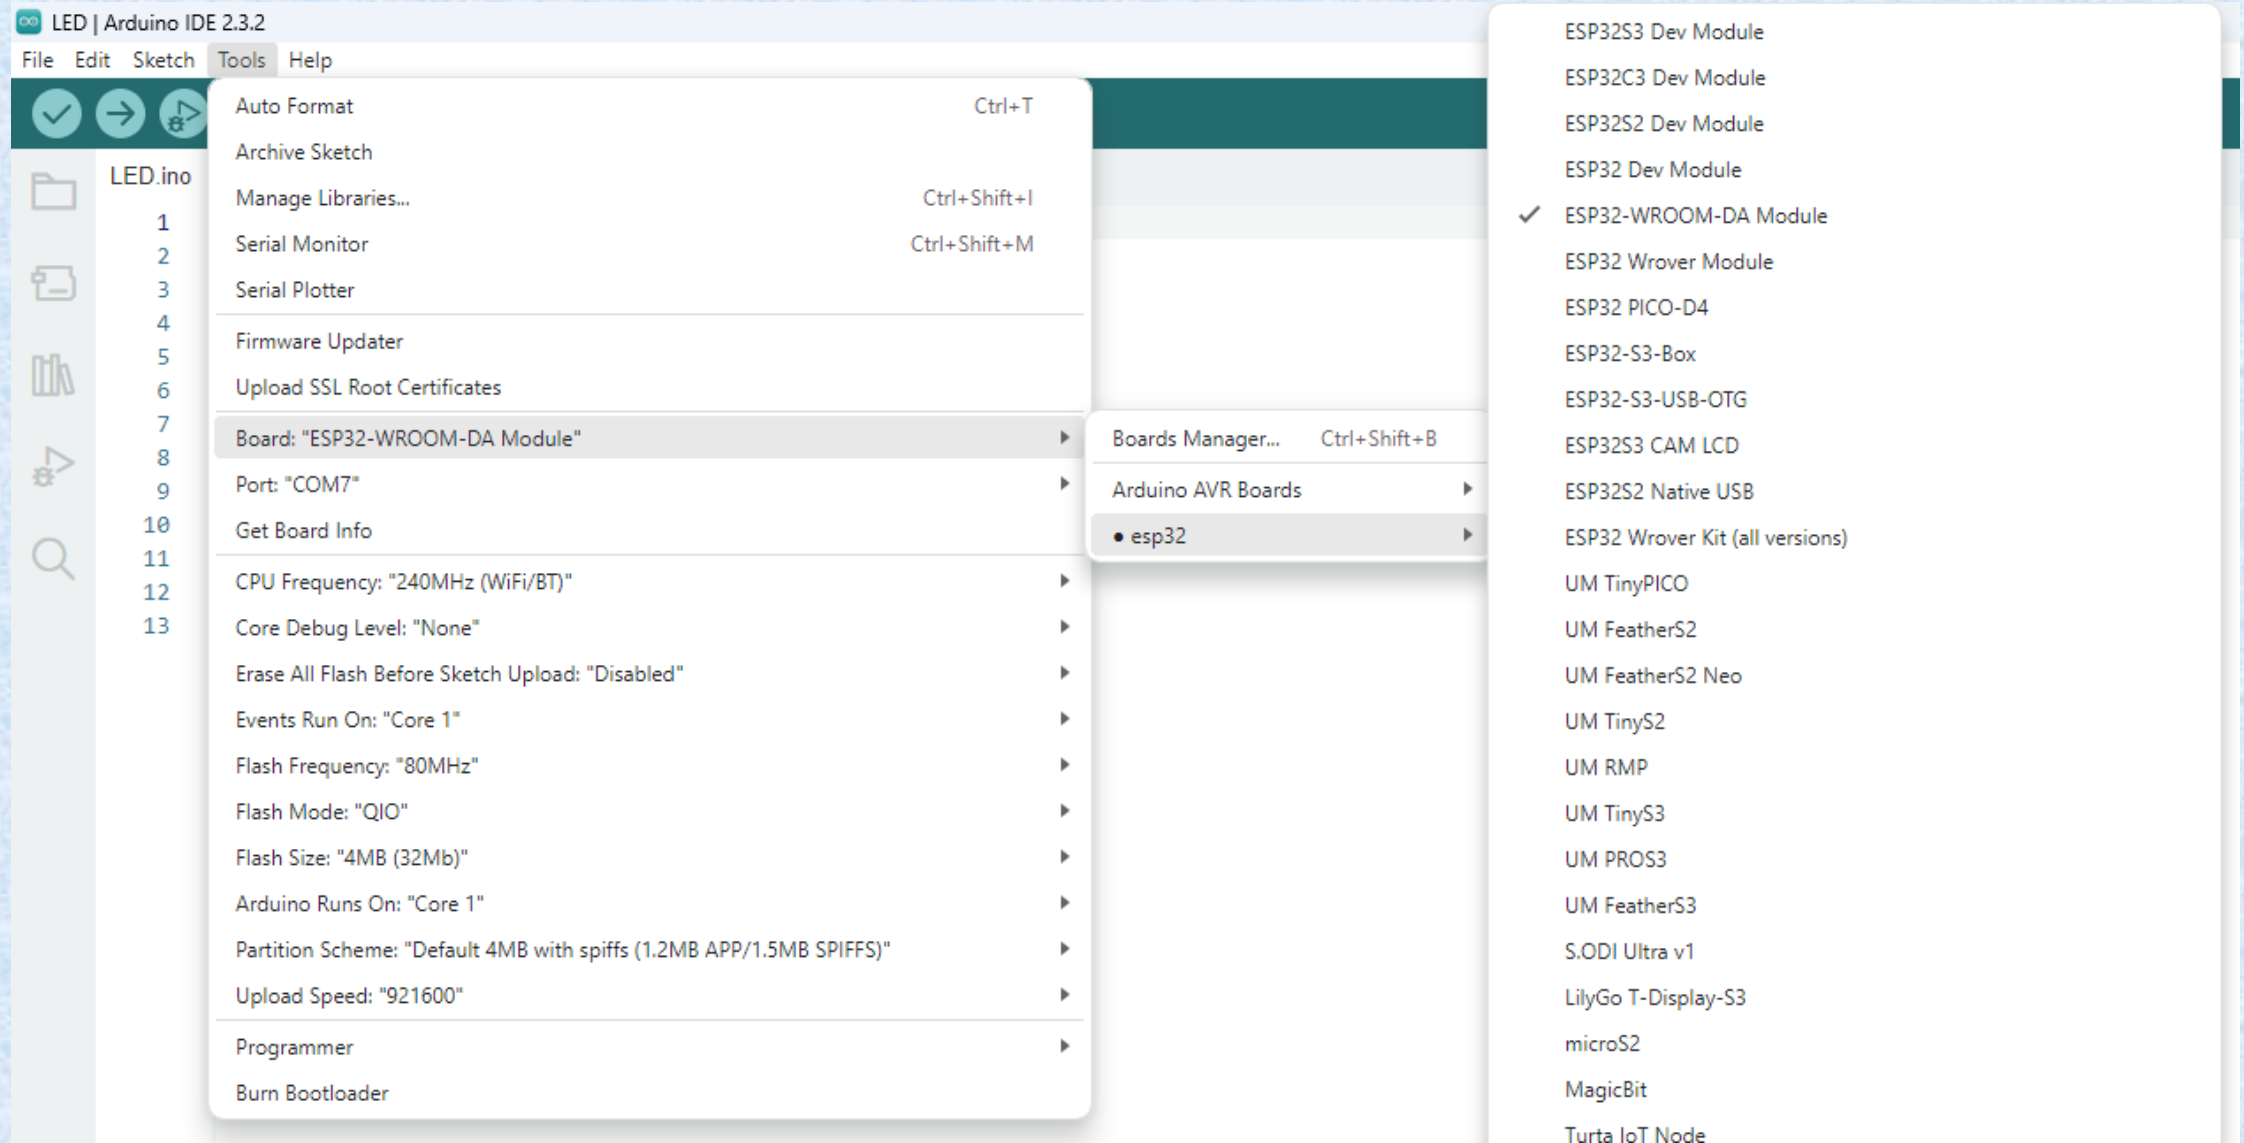 LED | Arduino IDE 2.3.2
File Edit Sketch Tools Help
LED.ino
1
2
3
4
5
6
7
8
9
10
11
12
13
Auto Format Ctrl+T
Archive Sketch
Manage Libraries... Ctrl+Shift+I
Serial Monitor Ctrl+Shift+M
Serial Plotter
Firmware Updater
Upload SSL Root Certificates
Board: "ESP32-WROOM-DA Module"
Port: "COM7"
Get Board Info
CPU Frequency: "240MHz (WiFi/BT)"
Core Debug Level: "None"
Erase All Flash Before Sketch Upload: "Disabled"
Events Run On: "Core 1"
Flash Frequency: "80MHz"
Flash Mode: "QIO"
Flash Size: "4MB (32Mb)"
Arduino Runs On: "Core 1"
Partition Scheme: "Default 4MB with spiffs (1.2MB APP/1.5MB SPIFFS)"
Upload Speed: "921600"
Programmer
Burn Bootloader
Boards Manager... Ctrl+Shift+B
Arduino AVR Boards
• esp32
ESP32S3 Dev Module
ESP32C3 Dev Module
ESP32S2 Dev Module
ESP32 Dev Module
✓ ESP32-WROOM-DA Module
ESP32 Wrover Module
ESP32 PICO-D4
ESP32-S3-Box
ESP32-S3-USB-OTG
ESP32S3 CAM LCD
ESP32S2 Native USB
ESP32 Wrover Kit (all versions)
UM TinyPICO
UM FeatherS2
UM FeatherS2 Neo
UM TinyS2
UM RMP
UM TinyS3
UM PROS3
UM FeatherS3
S.ODI Ultra v1
LilyGo T-Display-S3
microS2
MagicBit
Turta IoT Node